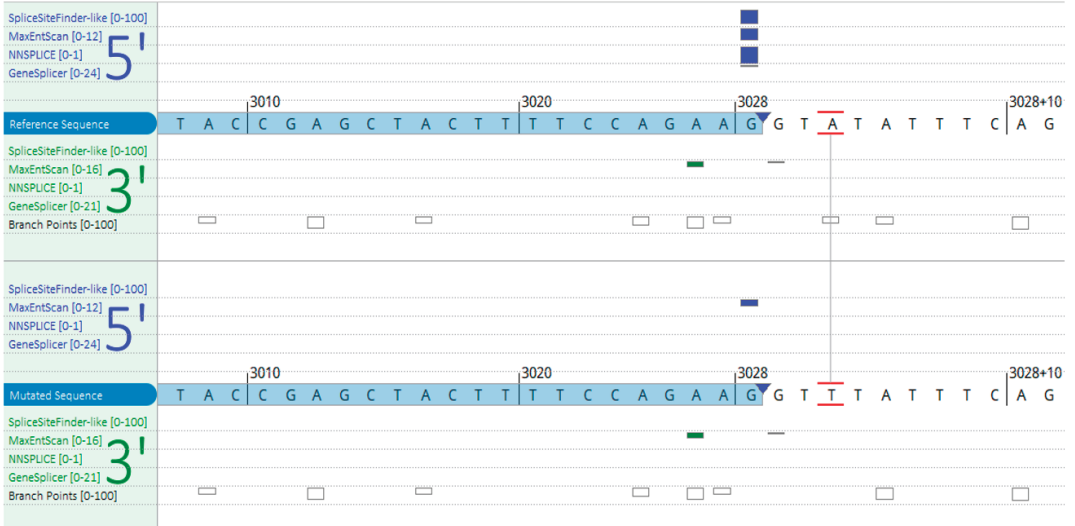 SpliceSiteFinder-like [0-100]
MaxEntScan [0-12]
NNSPLICE [0-1]
GeneSplicer [0-24]
5'
3010 3020 3028 3028+10
Reference Sequence T A C C G A G C T A C T T T T C C A G A A G G T A T A T T T C A G
SpliceSiteFinder-like [0-100]
MaxEntScan [0-16]
NNSPLICE [0-1]
GeneSplicer [0-21]
3'
Branch Points [0-100]
SpliceSiteFinder-like [0-100]
MaxEntScan [0-12]
NNSPLICE [0-1]
GeneSplicer [0-24]
5'
3010 3020 3028 3028+10
Mutated Sequence T A C C G A G C T A C T T T T C C A G A A G G T T T A T T T C A G
SpliceSiteFinder-like [0-100]
MaxEntScan [0-16]
NNSPLICE [0-1]
GeneSplicer [0-21]
3'
Branch Points [0-100]